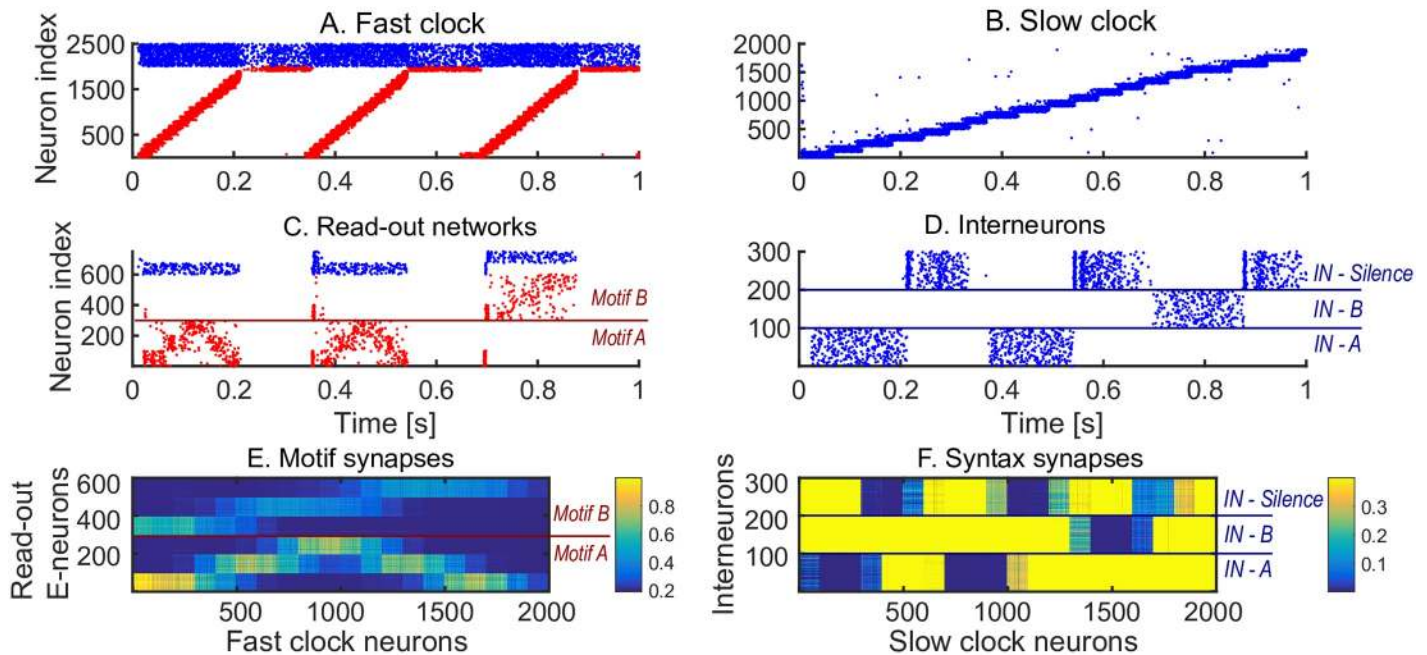 A. Fast clock
Neuron index
2500
1500
500
0 0.2 0.4 0.6 0.8 1
B. Slow clock
2000
1500
1000
500
0 0.2 0.4 0.6 0.8 1
C. Read-out networks
Neuron index
600
400
200
Motif B
Motif A
0 0.2 0.4 0.6 0.8 1
Time [s]
D. Interneurons
300
200
100
IN - Silence
IN - B
IN - A
0 0.2 0.4 0.6 0.8 1
Time [s]
E. Motif synapses
Read-out
E-neurons
600
400
200
Motif B
Motif A
0.8
0.6
0.4
0.2
500 1000 1500 2000
Fast clock neurons
F. Syntax synapses
Interneurons
300
200
100
IN - Silence
IN - B
IN - A
0.3
0.2
0.1
500 1000 1500 2000
Slow clock neurons